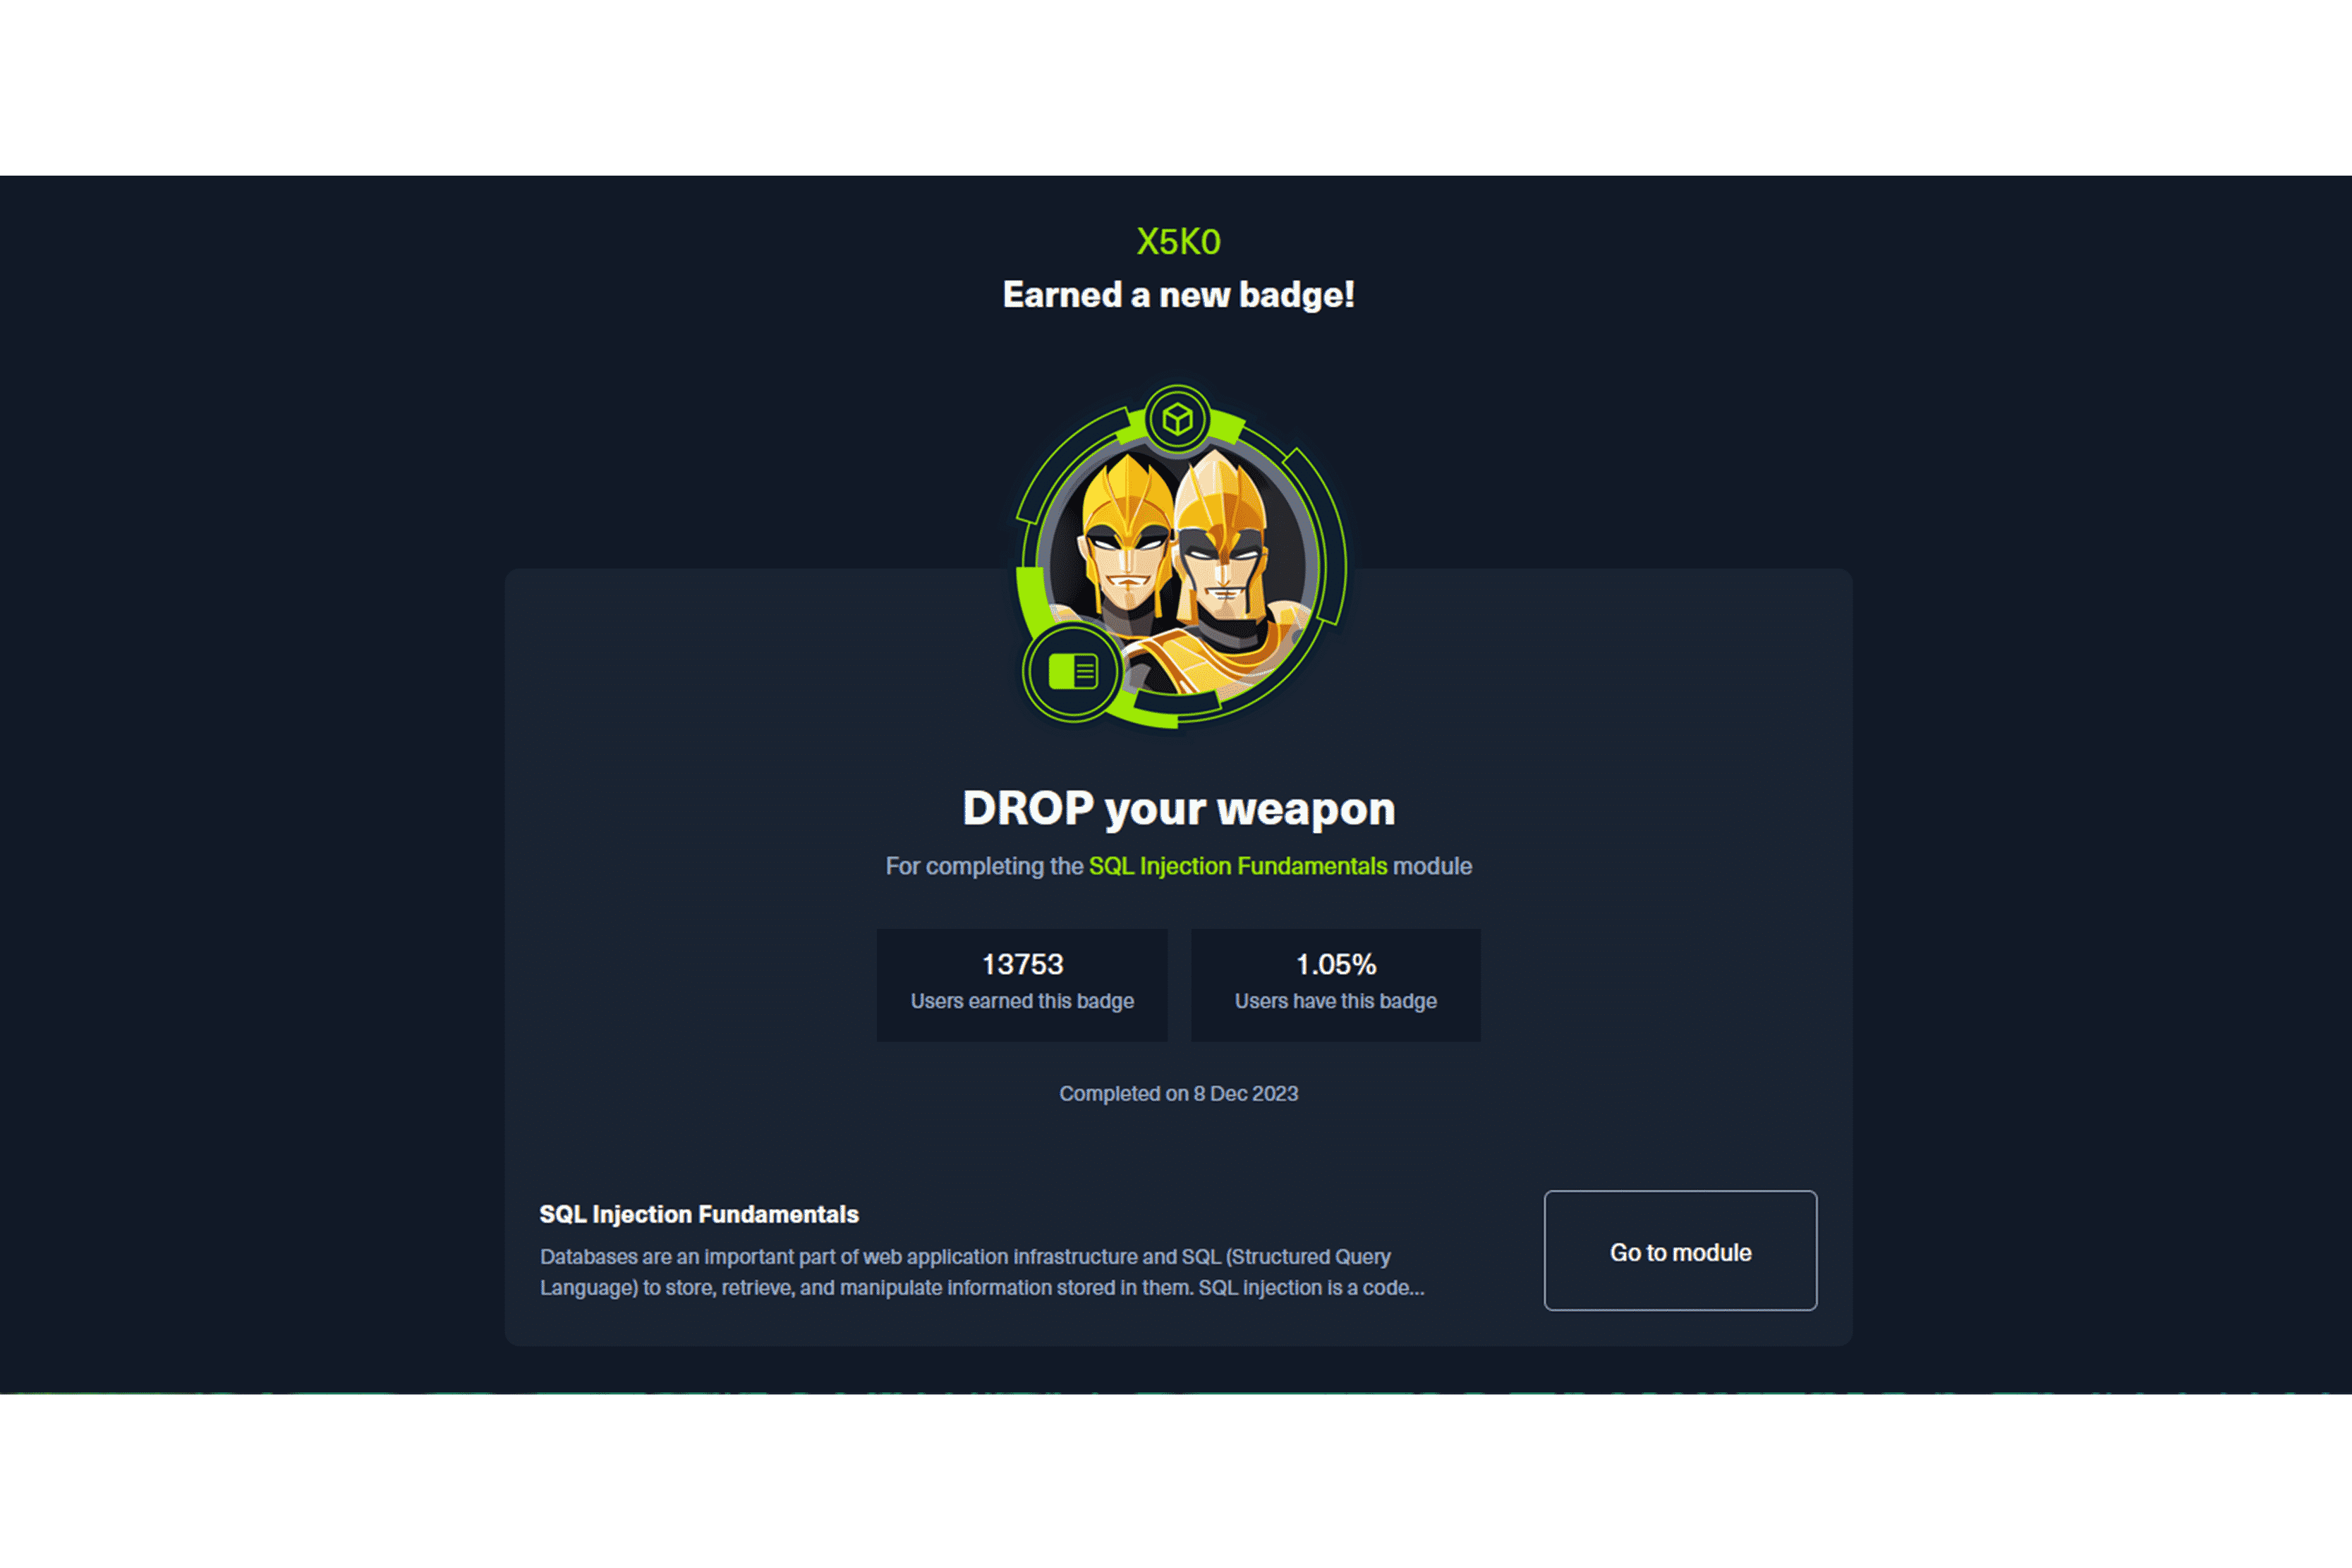 X5K0
Earned a new badge!
DROP your weapon
For completing the SQL Injection Fundamentals module
13753
Users earned this badge
1.05%
Users have this badge
Completed on 8 Dec 2023
SQL Injection Fundamentals
Databases are an important part of web application infrastructure and SQL (Structured Query
Language) to store, retrieve, and manipulate information stored in them. SQL injection is a code...
Go to module